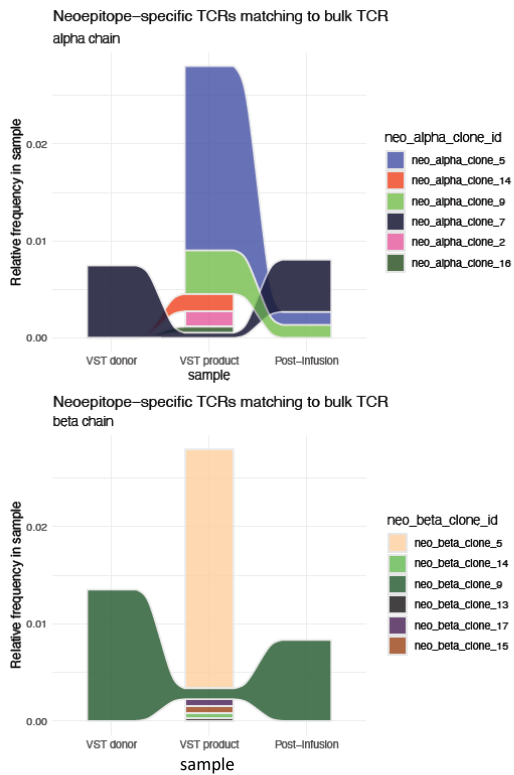 Neoepitope-specific TCRs matching to bulk TCR
alpha chain
Relative frequency in sample
0.02
0.01
0.00
VST donor
VST product
Post-Infusion
sample
neo_alpha_clone_id
neo_alpha_clone_5
neo_alpha_clone_14
neo_alpha_clone_9
neo_alpha_clone_7
neo_alpha_clone_2
neo_alpha_clone_16
Neoepitope-specific TCRs matching to bulk TCR
beta chain
Relative frequency in sample
0.02
0.01
0.00
VST donor
VST product
Post-Infusion
sample
neo_beta_clone_id
neo_beta_clone_5
neo_beta_clone_14
neo_beta_clone_9
neo_beta_clone_13
neo_beta_clone_17
neo_beta_clone_15